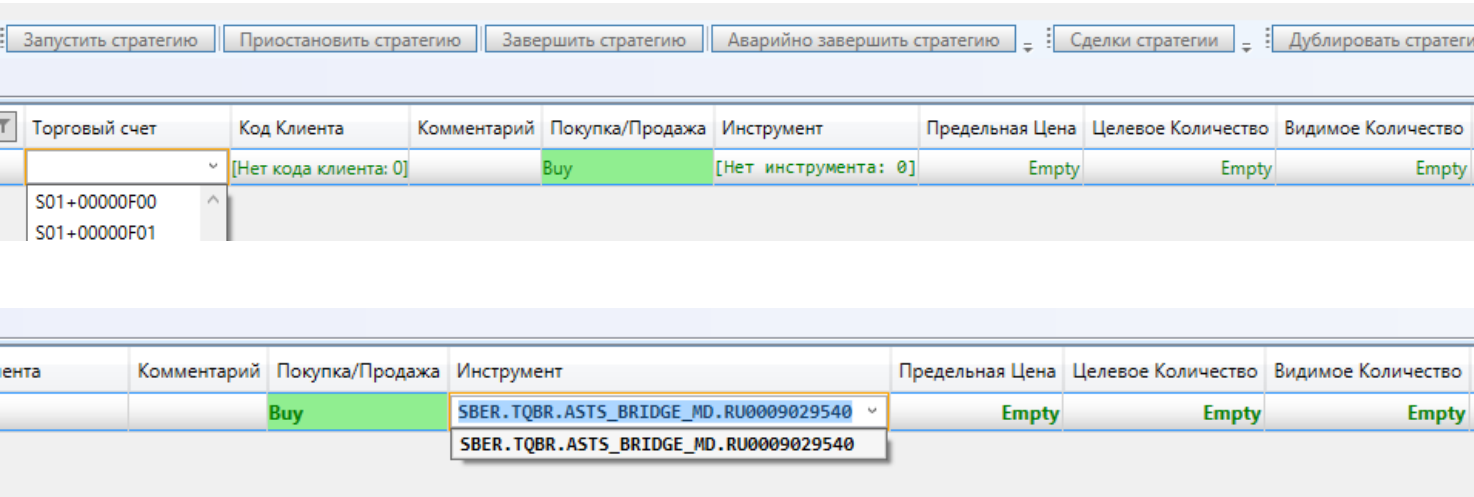 Запустить стратегию Приостановить стратегию Завершить стратегию Аварийно завершить стратегию Сделки стратегии Дублировать стратеги
Торговый счет Код Клиента Комментарий Покупка/Продажа Инструмент Предельная Цена Целевое Количество Видимое Количество
[Нет кода клиента: 0] Buy [Нет инструмента: 0] Empty Empty Empty
S01+00000F00
S01+00000F01
ента Комментарий Покупка/Продажа Инструмент Предельная Цена Целевое Количество Видимое Количество
Buy SBER.TQBR.ASTS_BRIDGE_MD.RU0009029540 Empty Empty Empty
SBER.TQBR.ASTS_BRIDGE_MD.RU0009029540